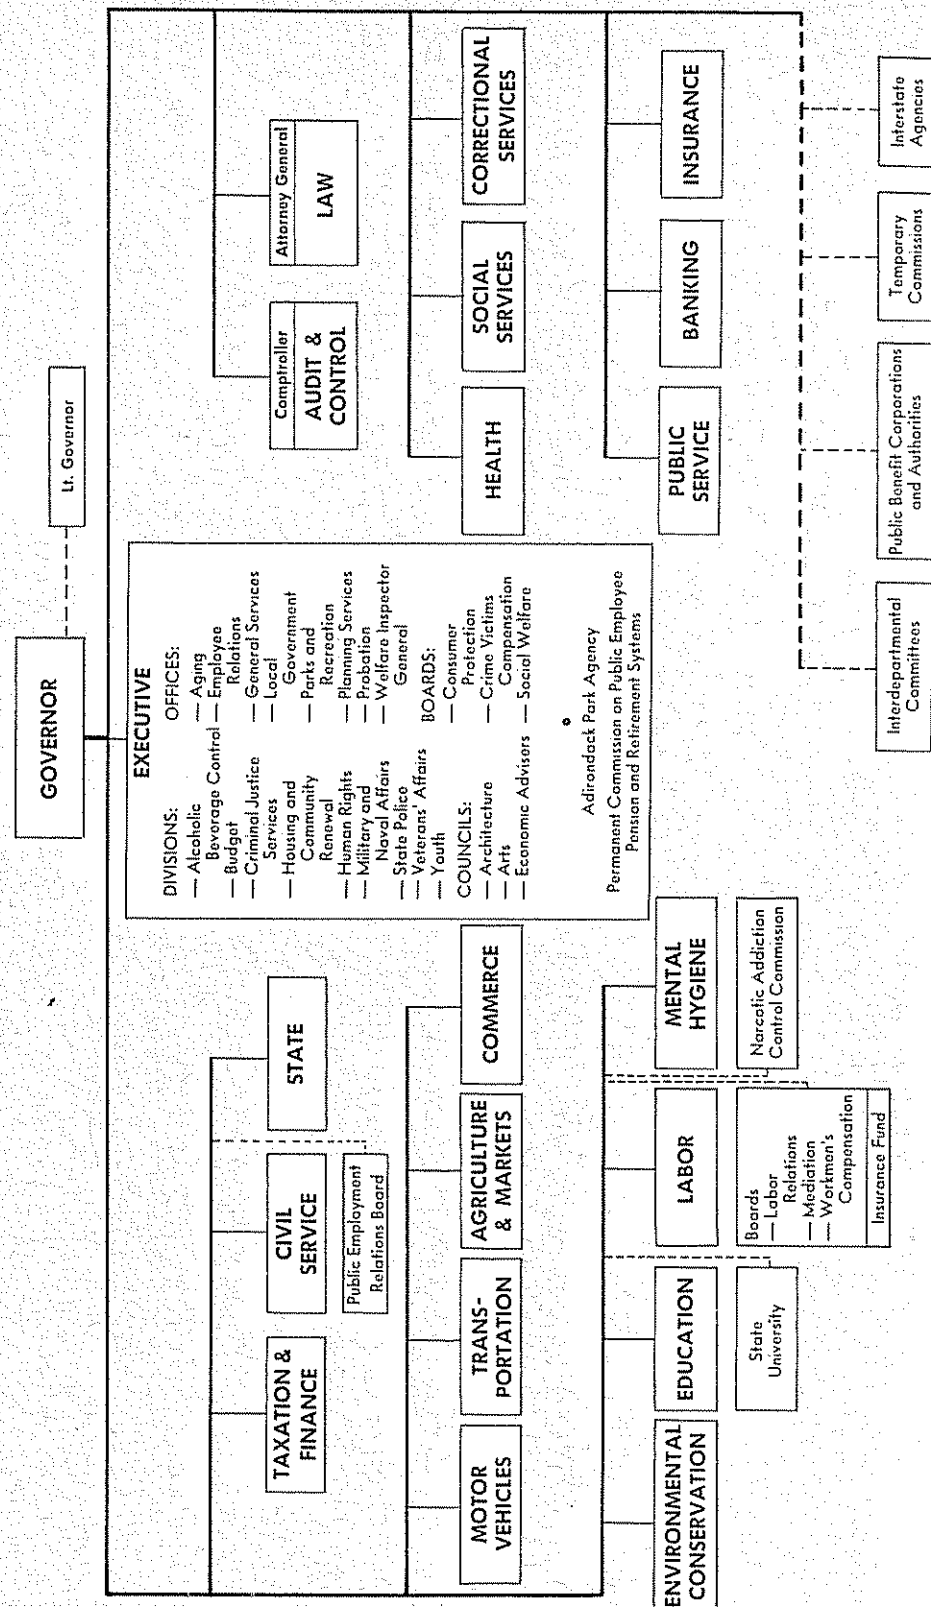 GOVERNOR
Lt. Governor
EXECUTIVE
DIVISIONS:
— Alcoholic
Beverage Control
— Budget
— Criminal Justice
Services
— Housing and
Community
Renewal
— Human Rights
— Military and
Naval Affairs
— State Police
— Veterans' Affairs
— Youth
COUNCILS:
— Architecture
— Arts
— Economic Advisers
OFFICES:
— Aging
— Employee
Relations
— General Services
— Local
Government
— Parks and
Recreation
— Planning Services
— Probation
— Welfare Inspector
General
BOARDS:
— Consumer
Protection
— Crime Victims
Compensation
— Social Welfare
Adirondack Park Agency
Permanent Commission on Public Employee
Pension and Retirement Systems
TAXATION &
FINANCE
CIVIL
SERVICE
Public Employment
Relations Board
STATE
Comptroller
AUDIT &
CONTROL
Attorney General
LAW
MOTOR
VEHICLES
TRANS-
PORTATION
AGRICULTURE
& MARKETS
COMMERCE
HEALTH
SOCIAL
SERVICES
CORRECTIONAL
SERVICES
ENVIRONMENTAL
CONSERVATION
EDUCATION
State
University
LABOR
Boards
— Labor
Relations
— Mediation
— Workmen's
Compensation
Insurance Fund
MENTAL
HYGIENE
Narcotic Addiction
Control Commission
PUBLIC
SERVICE
BANKING
INSURANCE
Interdepartmental
Committees
Public Benefit Corporations
and Authorities
Temporary
Commissions
Interstate
Agencies